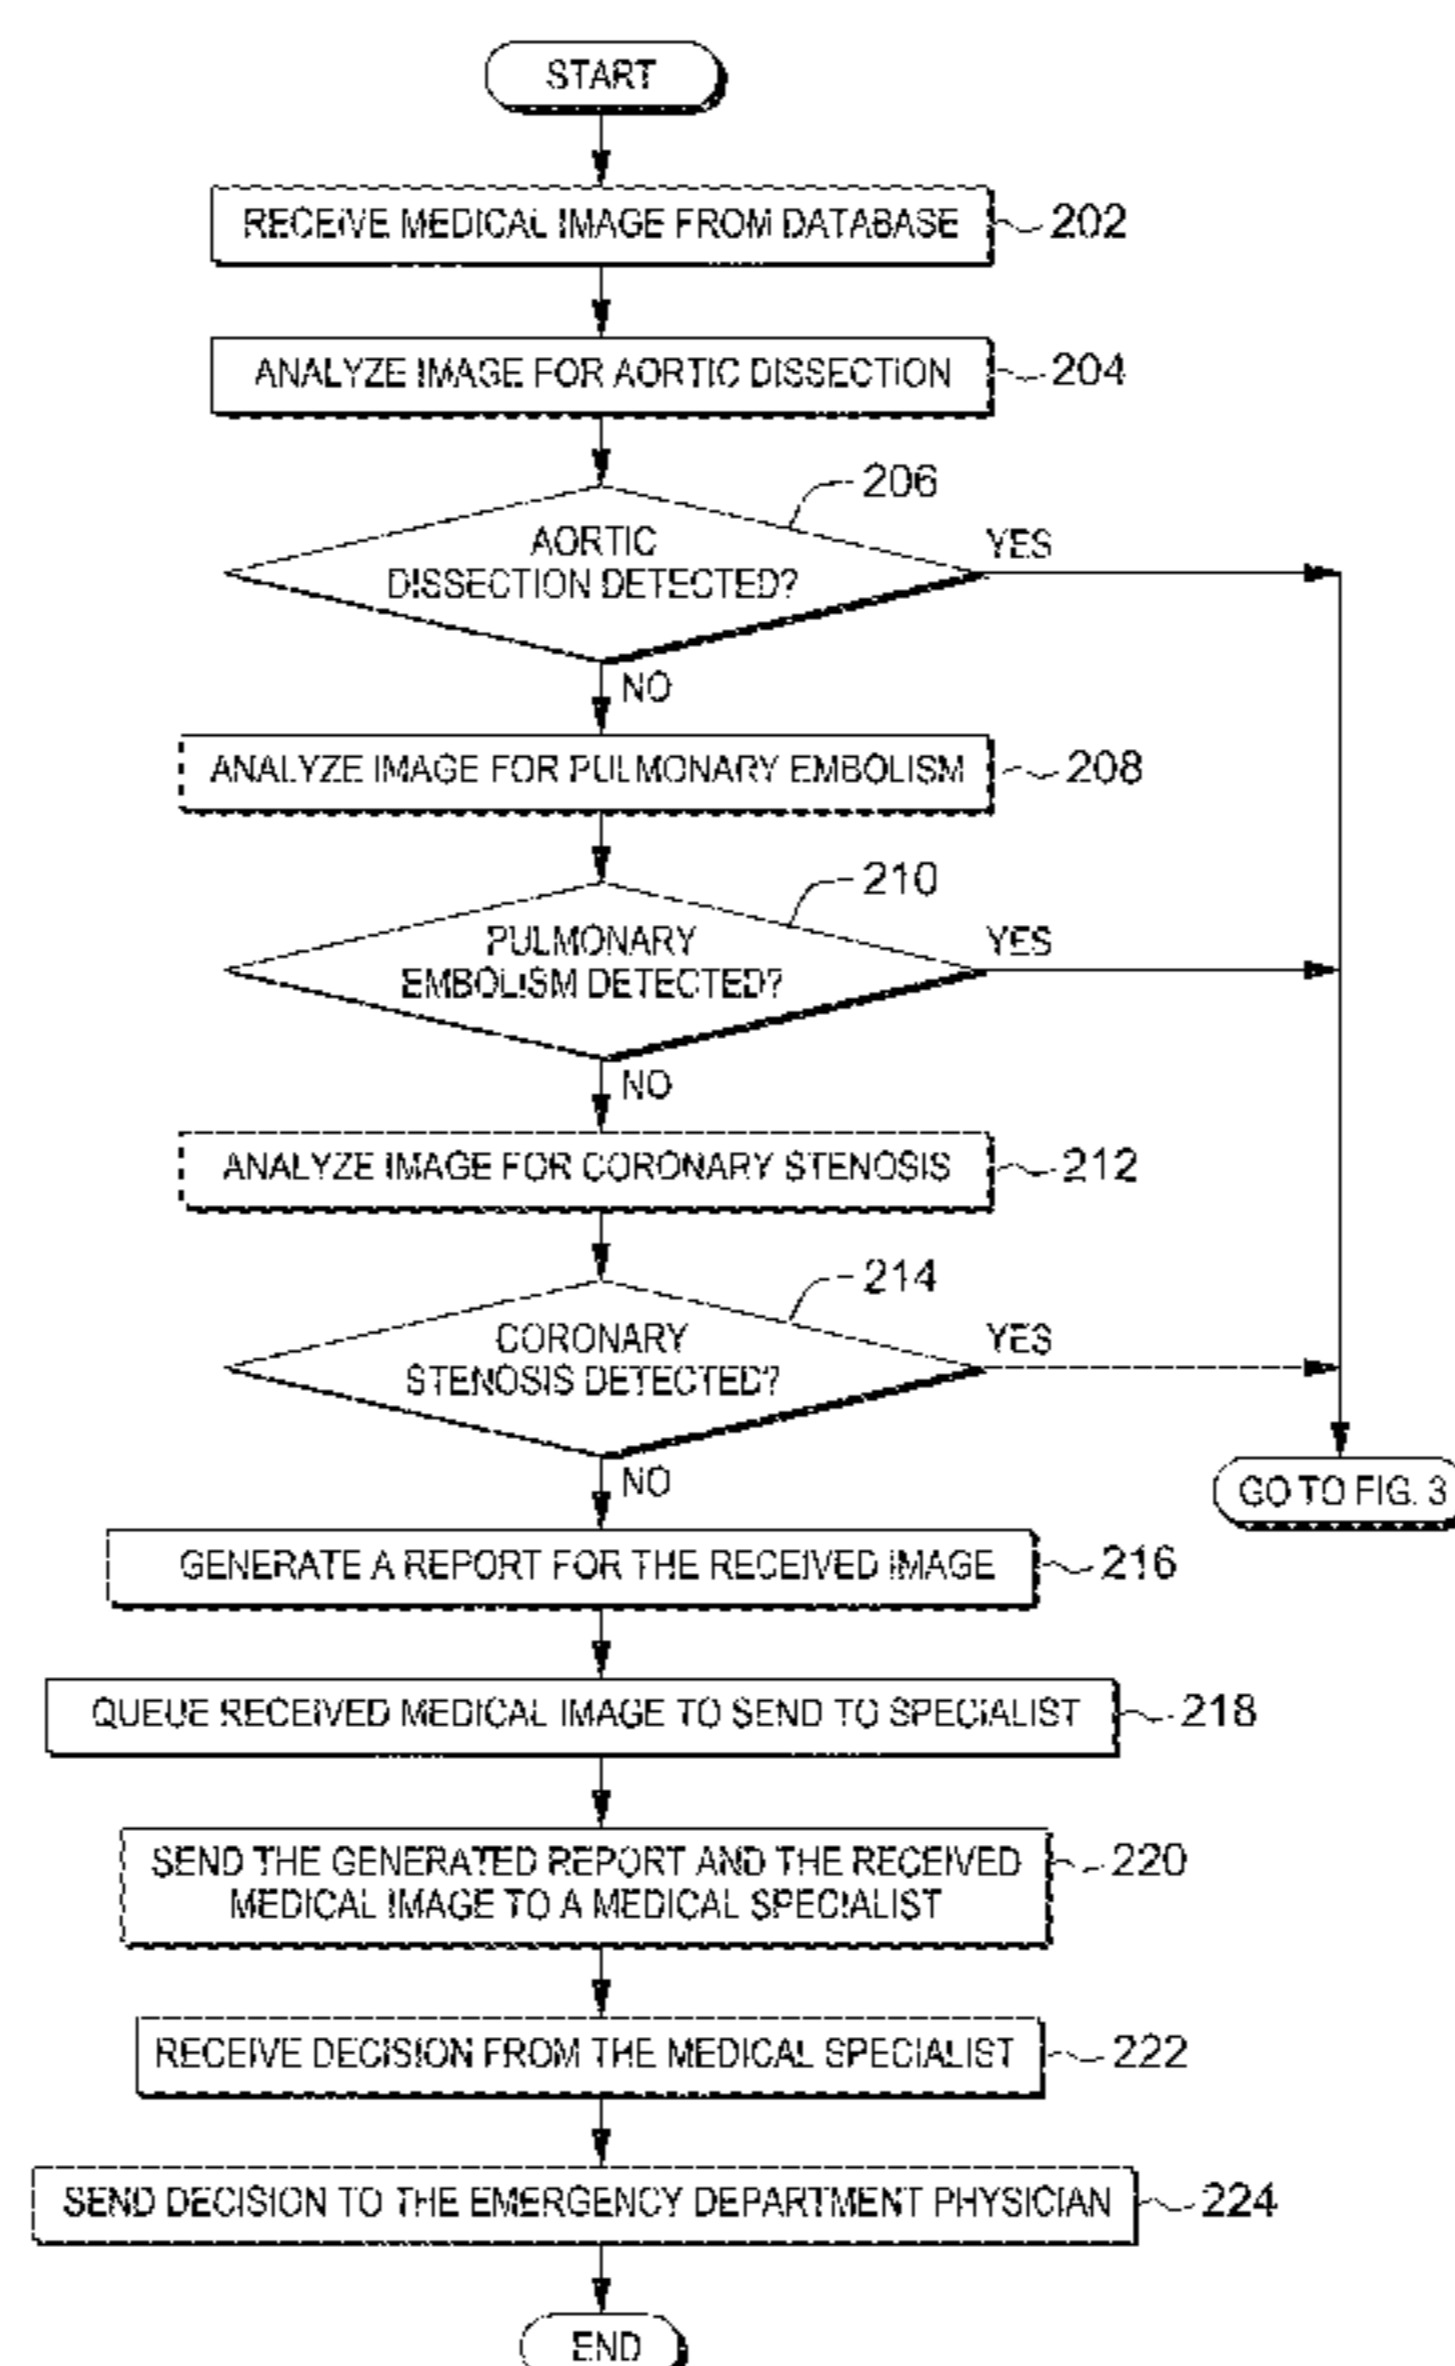 START
RECEIVE MEDICAL IMAGE FROM DATABASE
202
ANALYZE IMAGE FOR AORTIC DISSECTION
204
206
AORTIC
DISSECTION DETECTED?
YES
NO
ANALYZE IMAGE FOR PULMONARY EMBOLISM
208
210
PULMONARY
EMBOLISM DETECTED?
YES
NO
ANALYZE IMAGE FOR CORONARY STENOSIS
212
214
CORONARY
STENOSIS DETECTED?
YES
NO
GO TO FIG. 3
GENERATE A REPORT FOR THE RECEIVED IMAGE
216
QUEUE RECEIVED MEDICAL IMAGE TO SEND TO SPECIALIST
218
SEND THE GENERATED REPORT AND THE RECEIVED
MEDICAL IMAGE TO A MEDICAL SPECIALIST
220
RECEIVE DECISION FROM THE MEDICAL SPECIALIST
222
SEND DECISION TO THE EMERGENCY DEPARTMENT PHYSICIAN
224
END